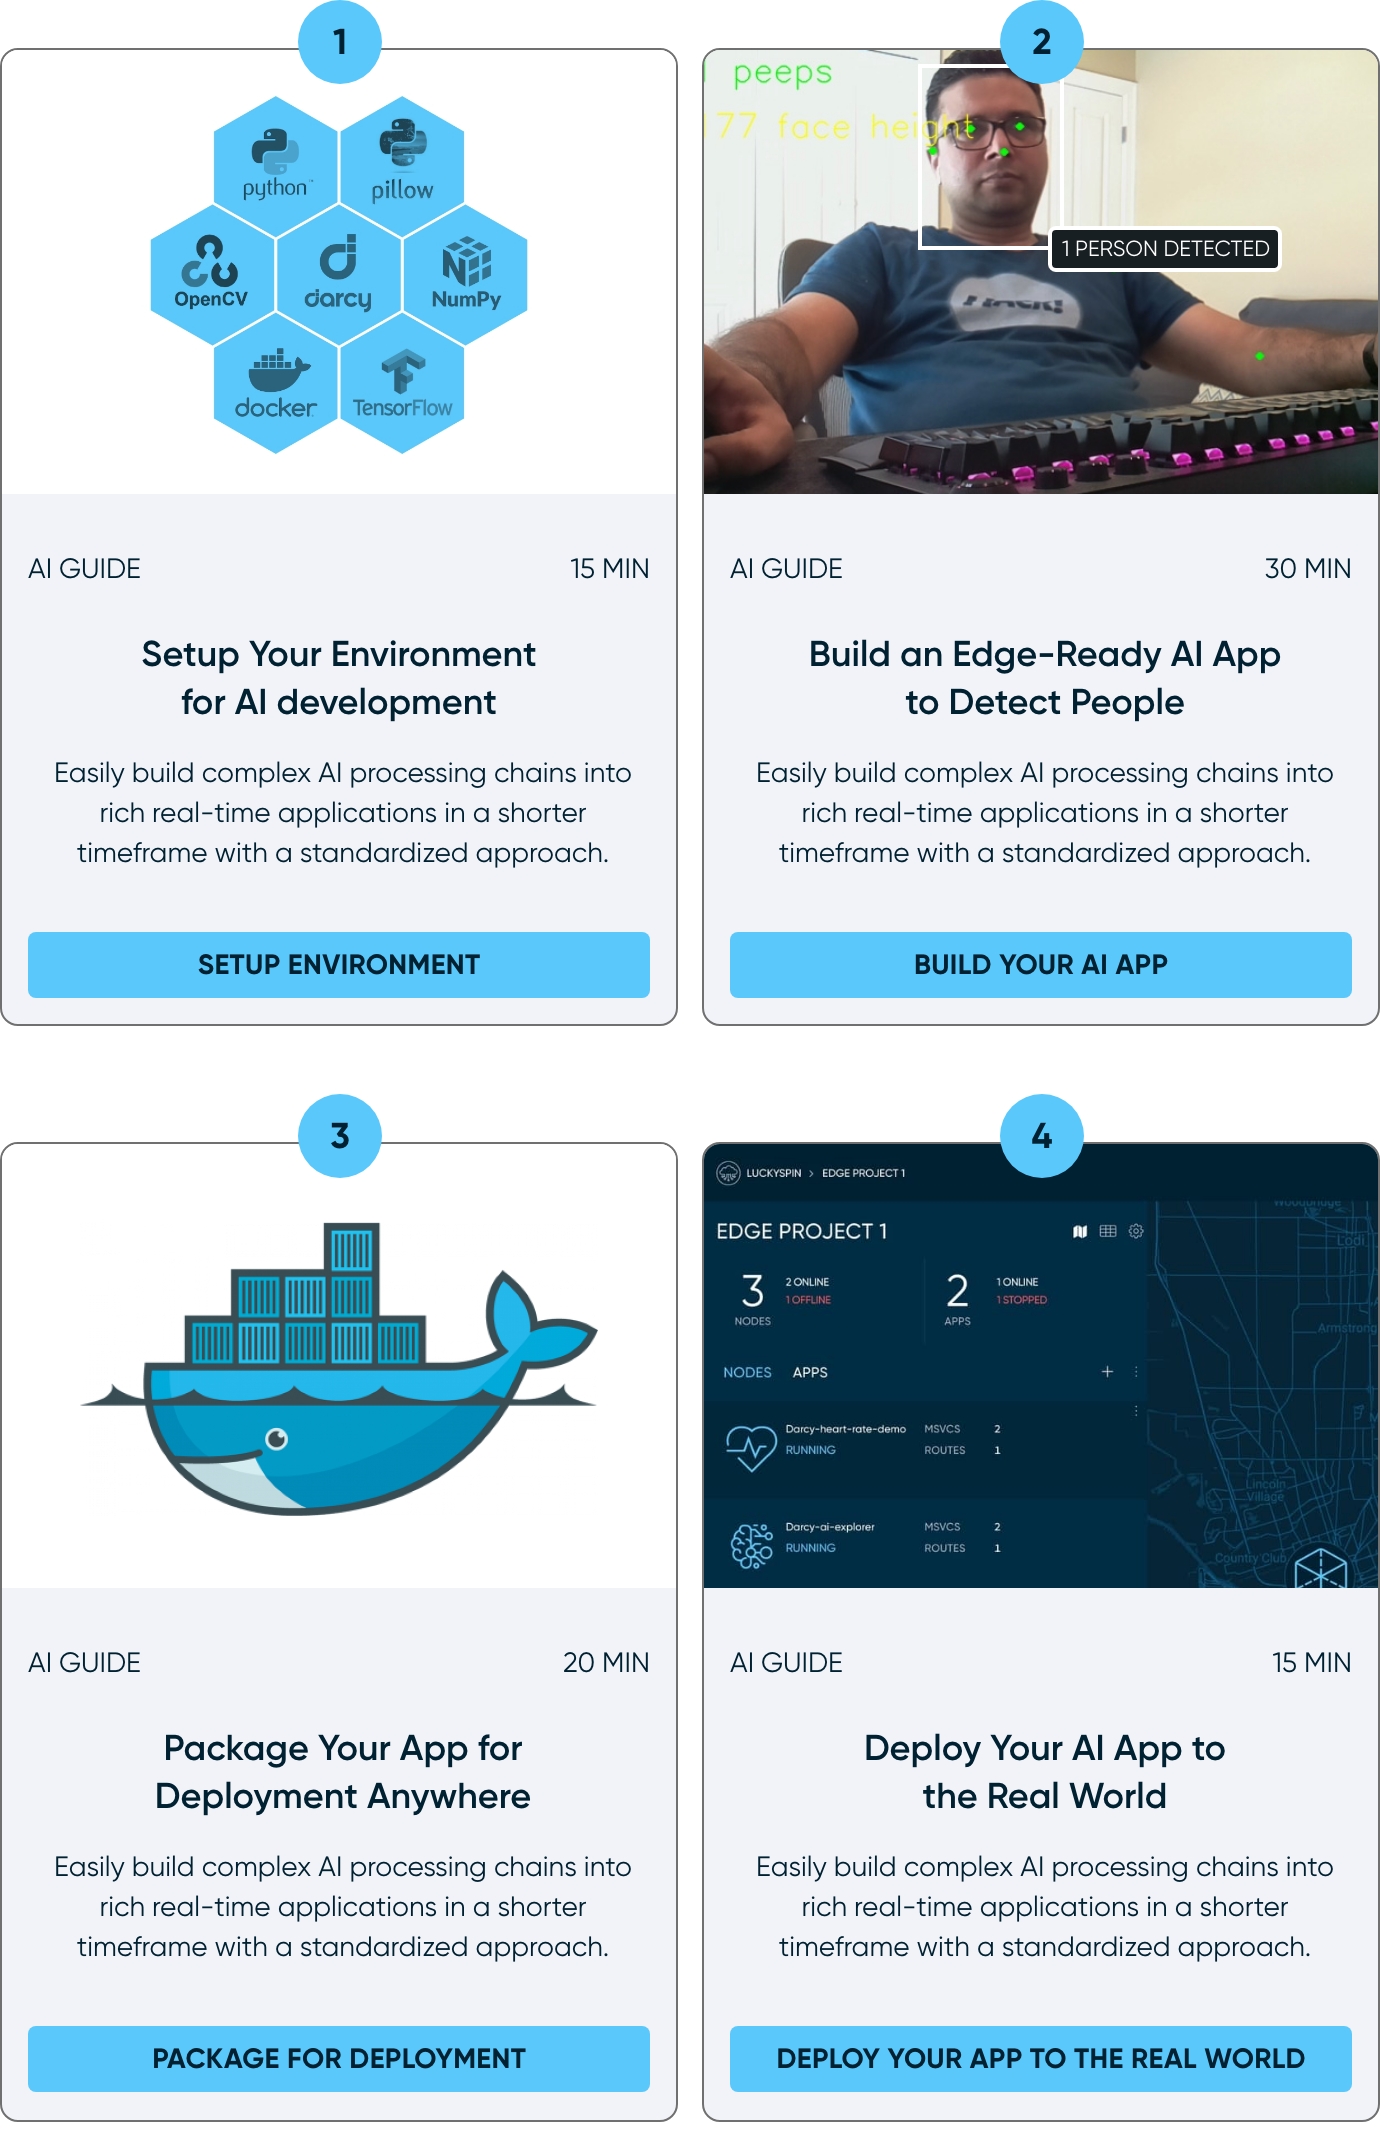 1
python
pillow
OpenCV
darcy
NumPy
docker
TensorFlow
AI GUIDE
15 MIN
Setup Your Environment
for AI development
Easily build complex AI processing chains into
rich real-time applications in a shorter
timeframe with a standardized approach.
SETUP ENVIRONMENT
2
peeps
177 face height
1 PERSON DETECTED
HACK!
AI GUIDE
30 MIN
Build an Edge-Ready AI App
to Detect People
Easily build complex AI processing chains into
rich real-time applications in a shorter
timeframe with a standardized approach.
BUILD YOUR AI APP
3
AI GUIDE
20 MIN
Package Your App for
Deployment Anywhere
Easily build complex AI processing chains into
rich real-time applications in a shorter
timeframe with a standardized approach.
PACKAGE FOR DEPLOYMENT
4
LUCKYSPIN > EDGE PROJECT 1
EDGE PROJECT 1
3
NODES
2 ONLINE
1 OFFLINE
2
APPS
1 ONLINE
1 STOPPED
NODES APPS
Darcy-heart-rate-demo MSVCS 2
RUNNING ROUTES 1
Darcy-ai-explorer MSVCS 2
RUNNING ROUTES 1
Woodbridge
Lodi
Armstrong
Lincoln
Village
Country Club
AI GUIDE
15 MIN
Deploy Your AI App to
the Real World
Easily build complex AI processing chains into
rich real-time applications in a shorter
timeframe with a standardized approach.
DEPLOY YOUR APP TO THE REAL WORLD